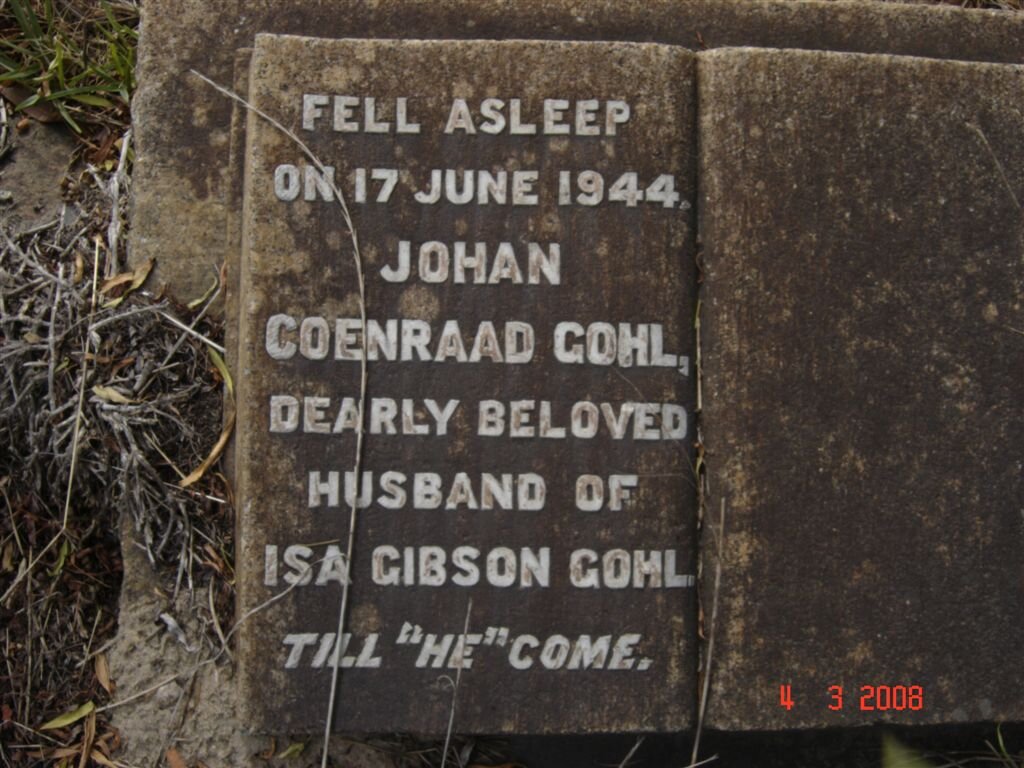 FELL ASLEEP
ON 17 JUNE 1944.
JOHAN
COENRAAD GOHL,
DEARLY BELOVED
HUSBAND OF
ISA GIBSON GOHL.
TILL "HE" COME.
4 3 2008